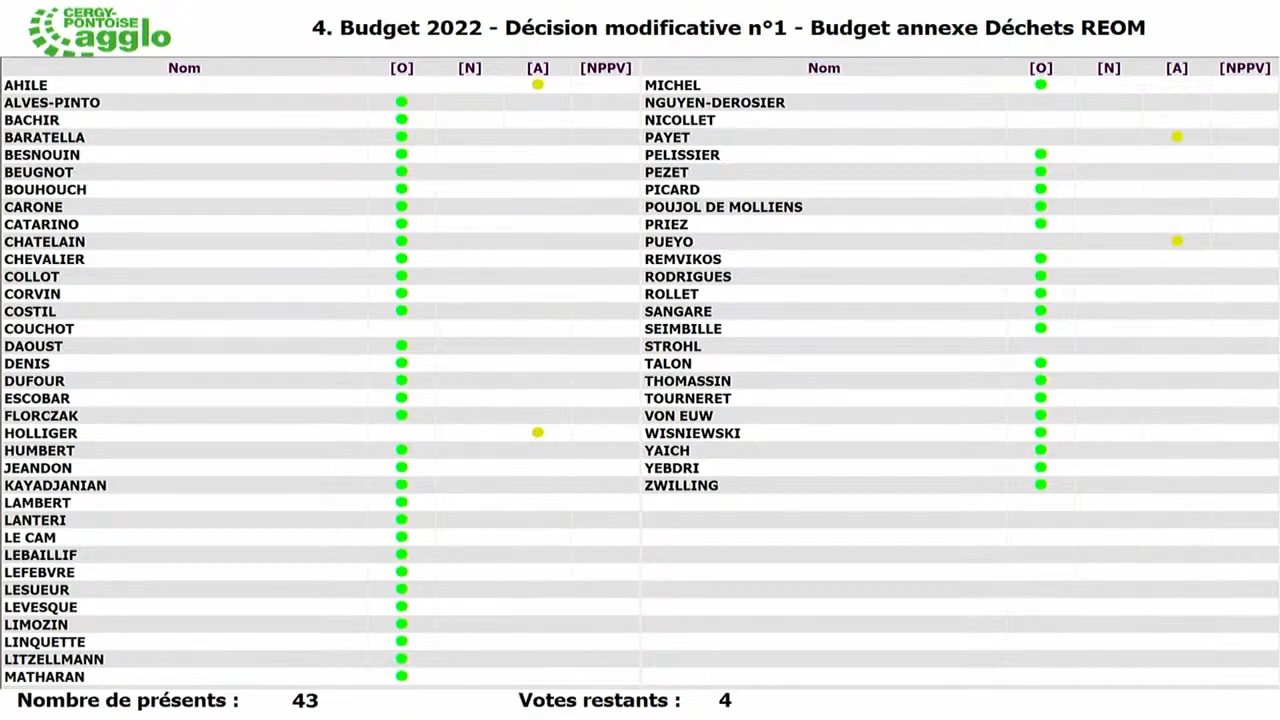 CERGY-
PONTOISE
agglo
4. Budget 2022 - Décision modificative n°1 - Budget annexe Déchets REOM
Nom [O] [N] [A] [NPPV] Nom [O] [N] [A] [NPPV]
AHILE MICHEL
ALVES-PINTO NGUYEN-DEROSIER
BACHIR NICOLLET
BARATELLA PAYET
BESNOUIN PELISSIER
BEUGNOT PEZET
BOUHOUCH PICARD
CARONE POUJOL DE MOLLIENS
CATARINO PRIEZ
CHATELAIN PUEYO
CHEVALIER REMVIKOS
COLLOT RODRIGUES
CORVIN ROLLET
COSTIL SANGARE
COUCHOT SEIMBILLE
DAOUST STROHL
DENIS TALON
DUFOUR THOMASSIN
ESCOBAR TOURNERET
FLORCZAK VON EUW
HOLLIGER WISNIEWSKI
HUMBERT YAICH
JEANDON YEBDRI
KAYADJANIAN ZWILLING
LAMBERT
LANTERI
LE CAM
LEBAILLIF
LEFEBVRE
LESUEUR
LEVESQUE
LIMOZIN
LINQUETTE
LITZELLMANN
MATHARAN
Nombre de présents : 43 Votes restants : 4